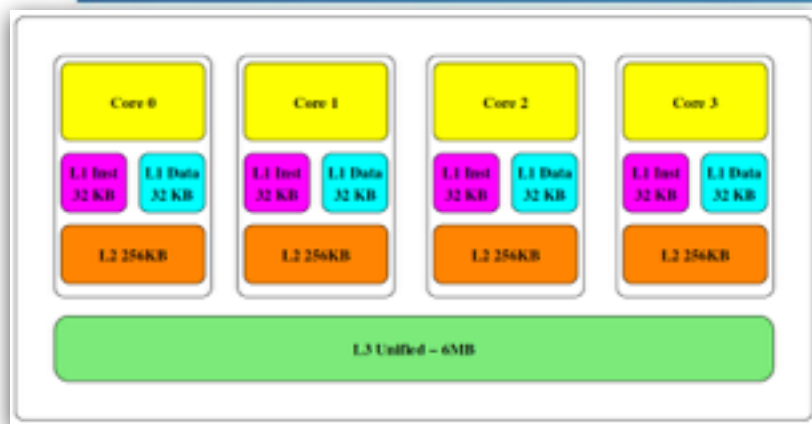 Core 0
Core 1
Core 2
Core 3
L1 Inst
32 KB
L1 Data
32 KB
L1 Inst
32 KB
L1 Data
32 KB
L1 Inst
32 KB
L1 Data
32 KB
L1 Inst
32 KB
L1 Data
32 KB
L2 256KB
L2 256KB
L2 256KB
L2 256KB
L3 Unified – 6MB